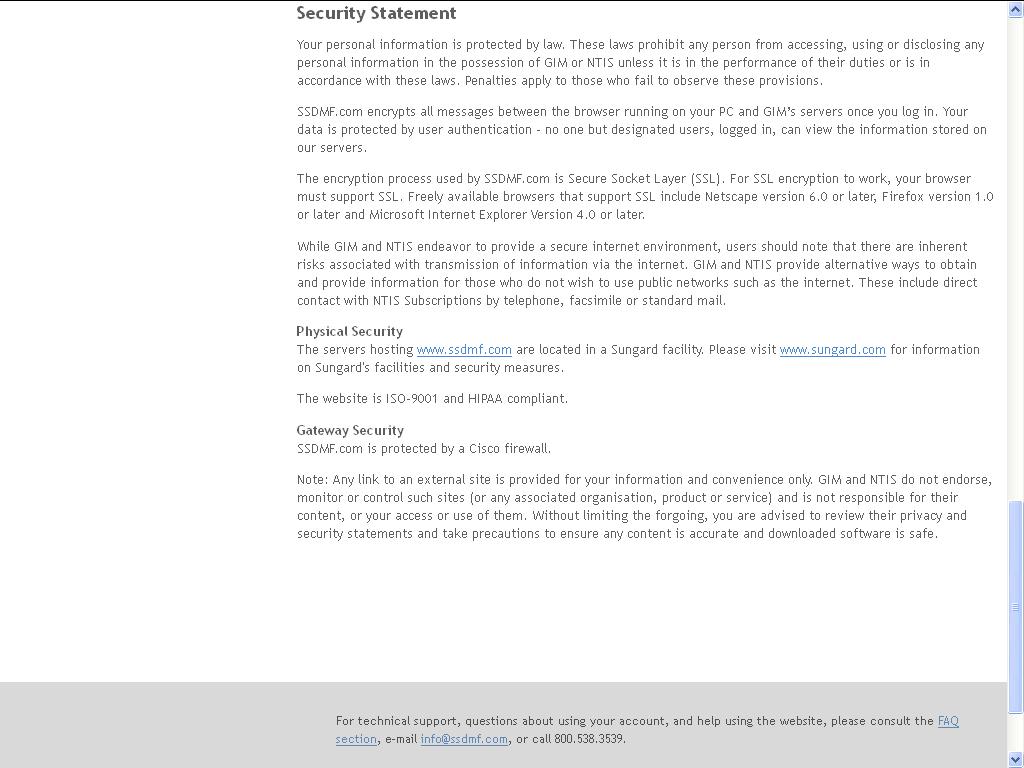 Security Statement
Your personal information is protected by law. These laws prohibit any person from accessing, using or disclosing any
personal information in the possession of GIM or NTIS unless it is in the performance of their duties or is in
accordance with these laws. Penalties apply to those who fail to observe these provisions.
SSDMF.com encrypts all messages between the browser running on your PC and GIM's servers once you log in. Your
data is protected by user authentication - no one but designated users, logged in, can view the information stored on
our servers.
The encryption process used by SSDMF.com is Secure Socket Layer (SSL). For SSL encryption to work, your browser
must support SSL. Freely available browsers that support SSL include Netscape version 6.0 or later, Firefox version 1.0
or later and Microsoft Internet Explorer Version 4.0 or later.
While GIM and NTIS endeavor to provide a secure internet environment, users should note that there are inherent
risks associated with transmission of information via the internet. GIM and NTIS provide alternative ways to obtain
and provide information for those who do not wish to use public networks such as the internet. These include direct
contact with NTIS Subscriptions by telephone, facsimile or standard mail.
Physical Security
The servers hosting www.ssdmf.com are located in a Sungard facility. Please visit www.sungard.com for information
on Sungard's facilities and security measures.
The website is ISO-9001 and HIPAA compliant.
Gateway Security
SSDMF.com is protected by a Cisco firewall.
Note: Any link to an external site is provided for your information and convenience only. GIM and NTIS do not endorse,
monitor or control such sites (or any associated organisation, product or service) and is not responsible for their
content, or your access or use of them. Without limiting the forgoing, you are advised to review their privacy and
security statements and take precautions to ensure any content is accurate and downloaded software is safe.
For technical support, questions about using your account, and help using the website, please consult the FAQ
section, e-mail info@ssdmf.com, or call 800.538.3539.